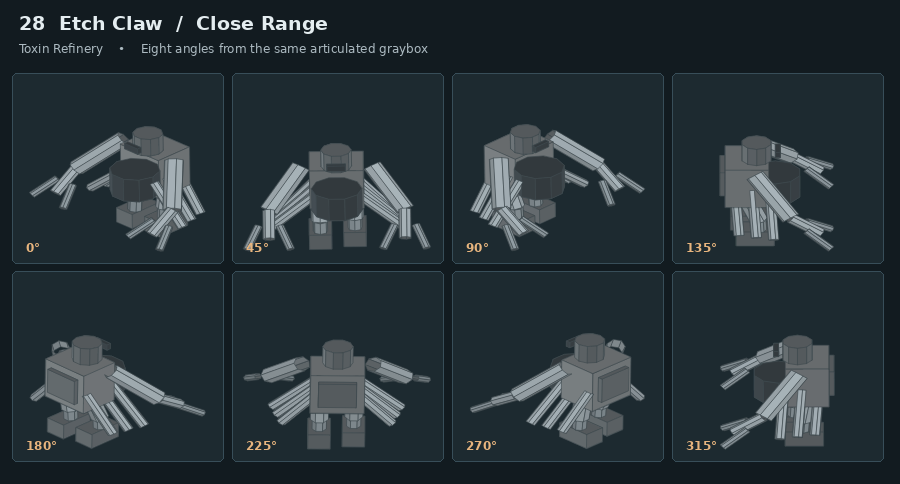 28 Etch Claw / Close Range
Toxin Refinery • Eight angles from the same articulated graybox
0° 45° 90° 135°
180° 225° 270° 315°